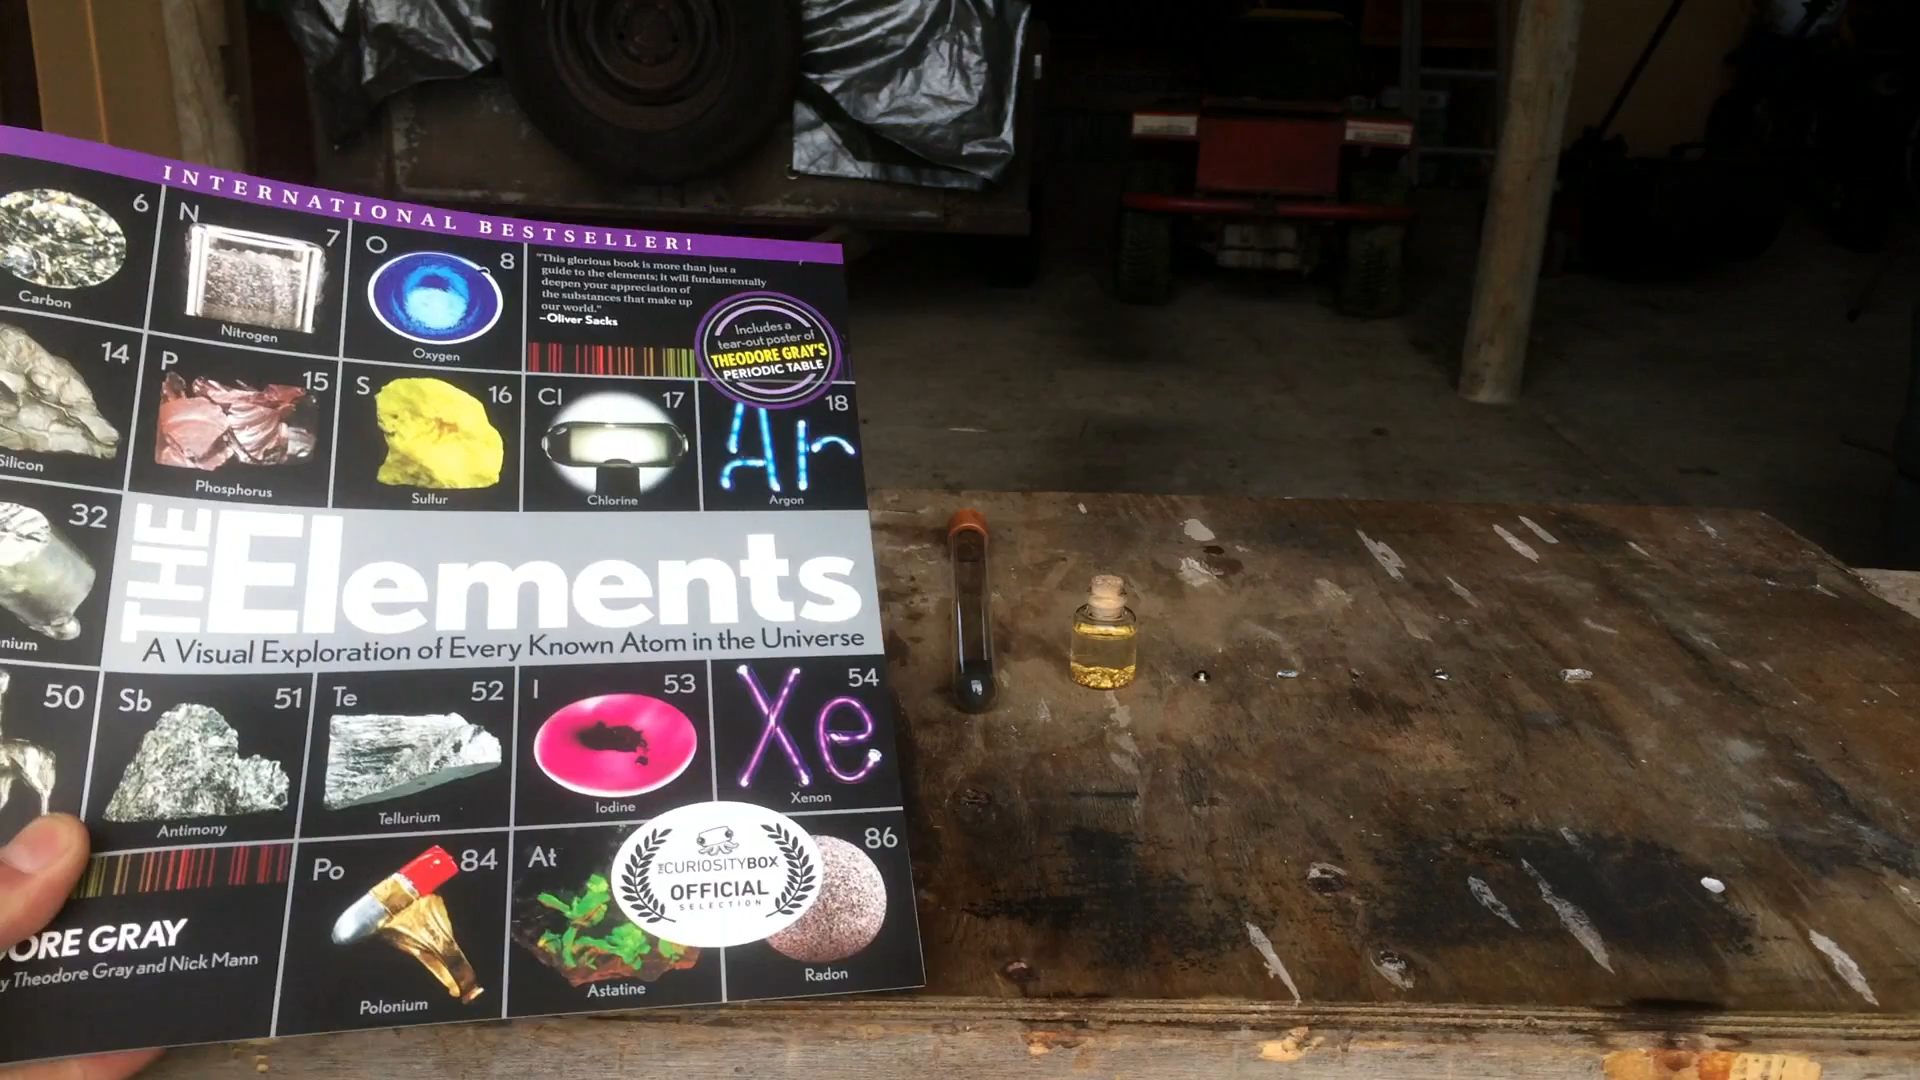 INTERNATIONAL BESTSELLER!
6
Carbon
N 7
Nitrogen
O 8
Oxygen
"This glorious book is more than just a
guide to the elements; it will fundamentally
deepen your appreciation of
the substances that make up
our world."
–Oliver Sacks
Includes a
tear-out poster of
THEODORE GRAY'S
PERIODIC TABLE
14
Silicon
P 15
Phosphorus
S 16
Sulfur
Cl 17
Chlorine
18
Ar
Argon
32
nium
THE Elements
A Visual Exploration of Every Known Atom in the Universe
50
Sb 51
Antimony
Te 52
Tellurium
I 53
Iodine
54
Xe
Xenon
ORE GRAY
y Theodore Gray and Nick Mann
Po 84
Polonium
At
Astatine
THE CURIOSITYBOX
OFFICIAL
SELECTION
86
Radon